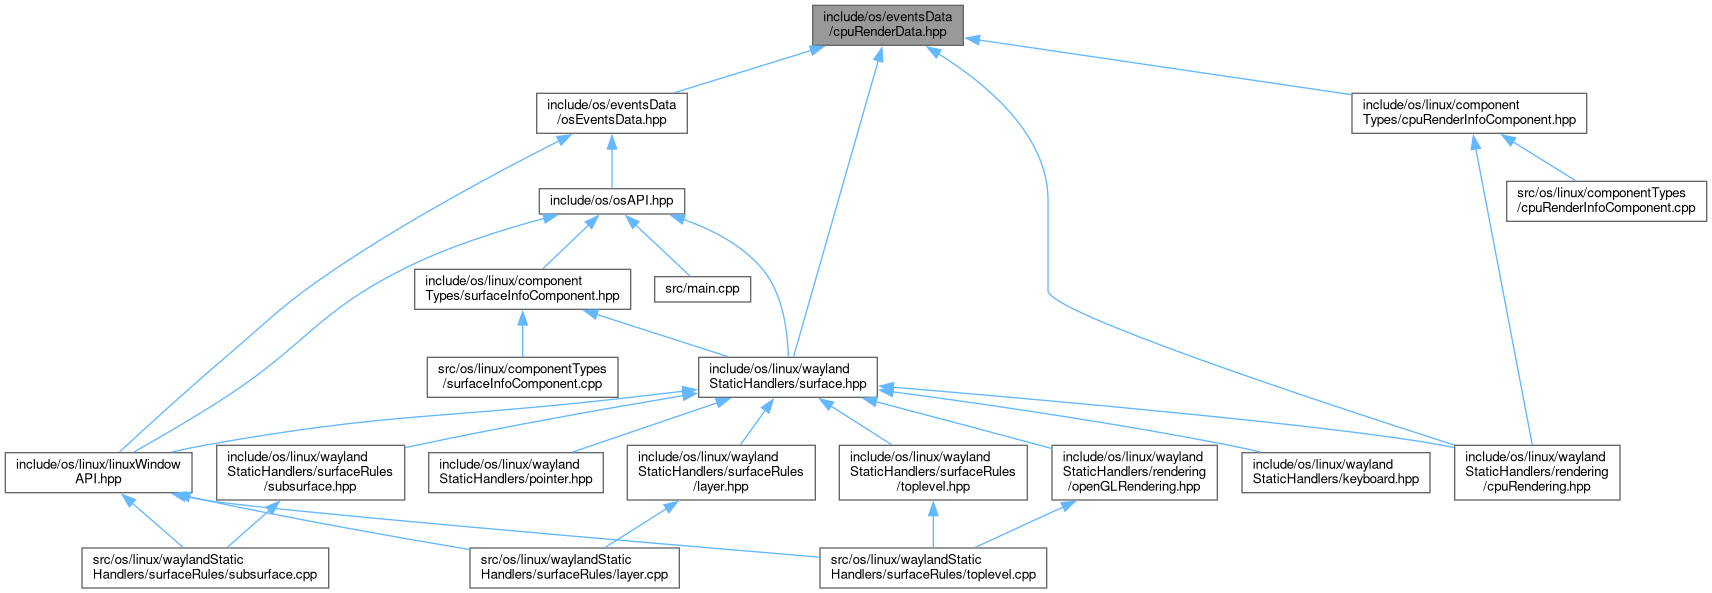 include/os/eventsData
/cpuRenderData.hpp
include/os/eventsData
/osEventsData.hpp
include/os/linux/component
Types/cpuRenderInfoComponent.hpp
include/os/osAPI.hpp
src/os/linux/componentTypes
/cpuRenderInfoComponent.cpp
include/os/linux/component
Types/surfaceInfoComponent.hpp
src/main.cpp
src/os/linux/componentTypes
/surfaceInfoComponent.cpp
include/os/linux/wayland
StaticHandlers/surface.hpp
include/os/linux/linuxWindow
API.hpp
include/os/linux/wayland
StaticHandlers/surfaceRules
/subsurface.hpp
include/os/linux/wayland
StaticHandlers/pointer.hpp
include/os/linux/wayland
StaticHandlers/surfaceRules
/layer.hpp
include/os/linux/wayland
StaticHandlers/surfaceRules
/toplevel.hpp
include/os/linux/wayland
StaticHandlers/rendering
/openGLRendering.hpp
include/os/linux/wayland
StaticHandlers/keyboard.hpp
include/os/linux/wayland
StaticHandlers/rendering
/cpuRendering.hpp
src/os/linux/waylandStatic
Handlers/surfaceRules/subsurface.cpp
src/os/linux/waylandStatic
Handlers/surfaceRules/layer.cpp
src/os/linux/waylandStatic
Handlers/surfaceRules/toplevel.cpp